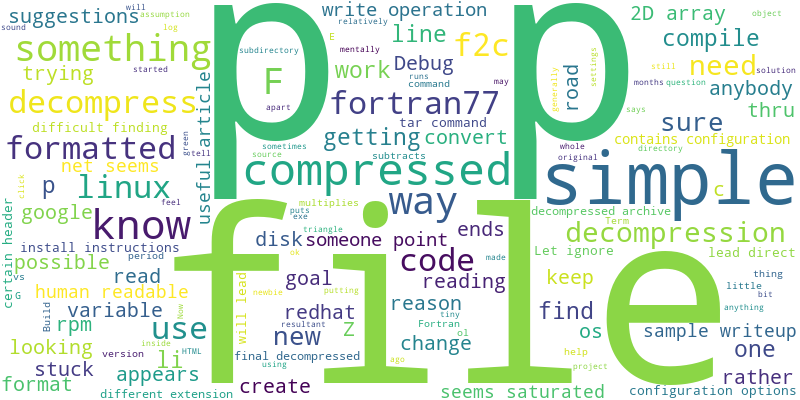 will
assumption
suggestions
log
sound
something
trying
decompress
difficult finding
formatted
net seems
p
linux
google
know
install instructions
possible
period
vs
read
G
human readable
variable
rpm
use
looking
li
stuck
version
HTML
appears
format
different extension
certain header
useful article
green
tell
feel
click
started
Build
Now
inside
p
p
file
write operation
relatively
E
mentally
subdirectory
line
f2c
Debug
F
work
runs
command
apart
may
fortran77
tar command
getting
convert
sometimes
subtracts
source
compressed
way
multiplies
puts
exe
triangle
disk
someone point
ends
ok
code
made
goal
reading
period
newbie
putting
redhat
Z
reason
Fortran
tiny
resultant
new
change
ol
final decompressed
using
ago
create
will lead
seems saturated
2D array
object
compile
road
need
generally
settings
still
months
question
solution
anybody
says
thru
whole
sure
original
contains configuration
directory
simple
c
decompressed archive
Term
lead direct
decompression
Let ignore
thing
keep
little
vs
bit
find
anything
os
sample writeup
one
help
project
rather
configuration options